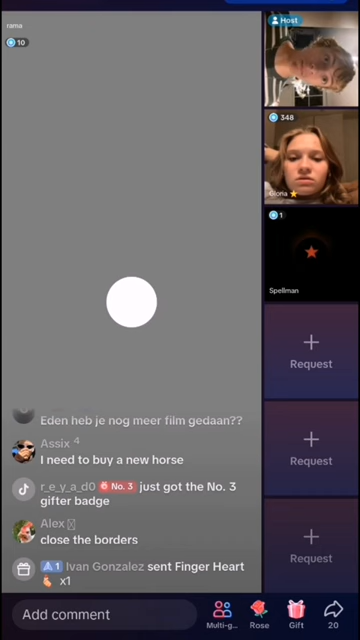 rama
10
Host
348
Gloria
1
Spellman
Request
Request
Request
Eden heb je nog meer film gedaan??
Assix 4
I need to buy a new horse
r_e_y_a_d0 No. 3 just got the No. 3
gifter badge
Alex
close the borders
1 Ivan Gonzalez sent Finger Heart
x1
Add comment
Multi-g...
Rose
Gift
20